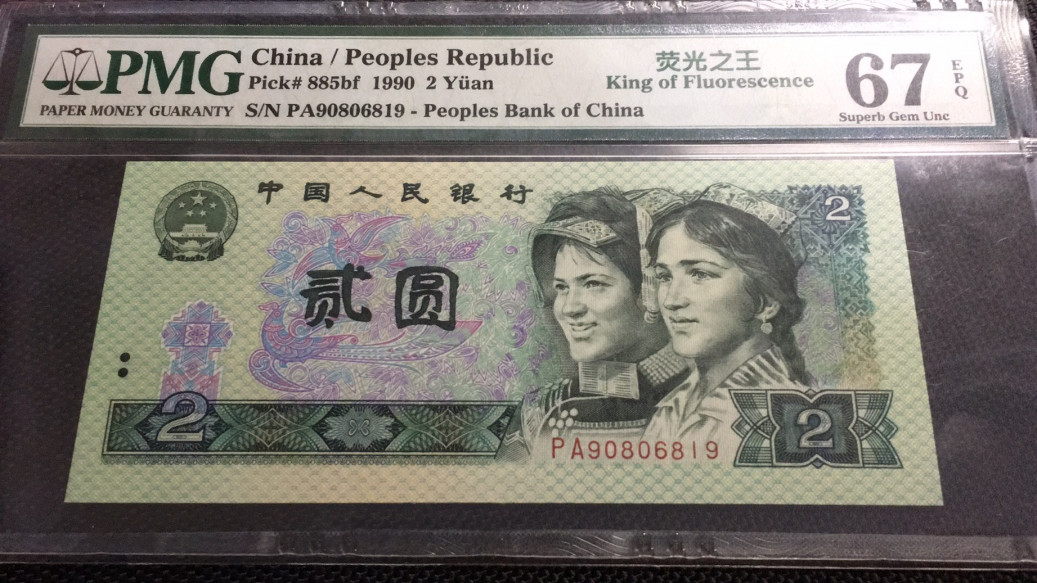 PMG
PAPER MONEY GUARANTY
China / Peoples Republic
Pick# 885bf 1990 2 Yüan
S/N PA90806819 - Peoples Bank of China
荧光之王
King of Fluorescence
67
Superb Gem Unc
EPQ
中国人民银行
2
贰圆
2
PA90806819
2